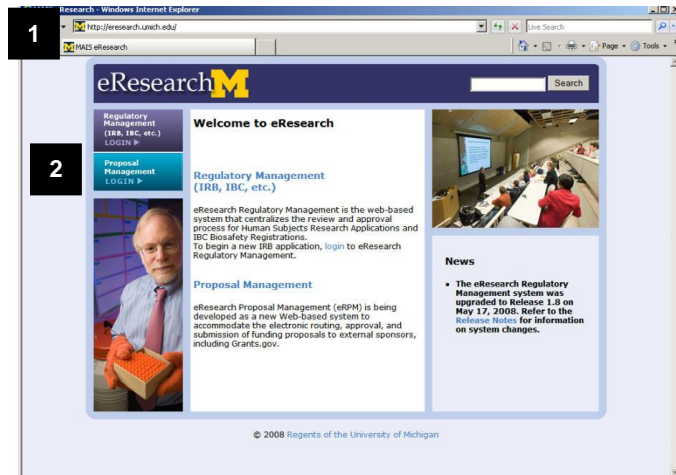 Research - Windows Internet Explorer
1
http://eresearch.umich.edu/
Live Search
MAIS eResearch
Page
Tools
eResearch M
Search
Regulatory
Management
(IRB, IBC, etc.)
LOGIN
2
Proposal
Management
LOGIN
Welcome to eResearch
Regulatory Management
(IRB, IBC, etc.)
eResearch Regulatory Management is the web-based
system that centralizes the review and approval
process for Human Subjects Research Applications and
IBC Biosafety Registrations.
To begin a new IRB application, login to eResearch
Regulatory Management.
Proposal Management
eResearch Proposal Management (eRPM) is being
developed as a new Web-based system to
accommodate the electronic routing, approval, and
submission of funding proposals to external sponsors,
including Grants.gov.
News
• The eResearch Regulatory
Management system was
upgraded to Release 1.8 on
May 17, 2008. Refer to the
Release Notes for information
on system changes.
© 2008 Regents of the University of Michigan